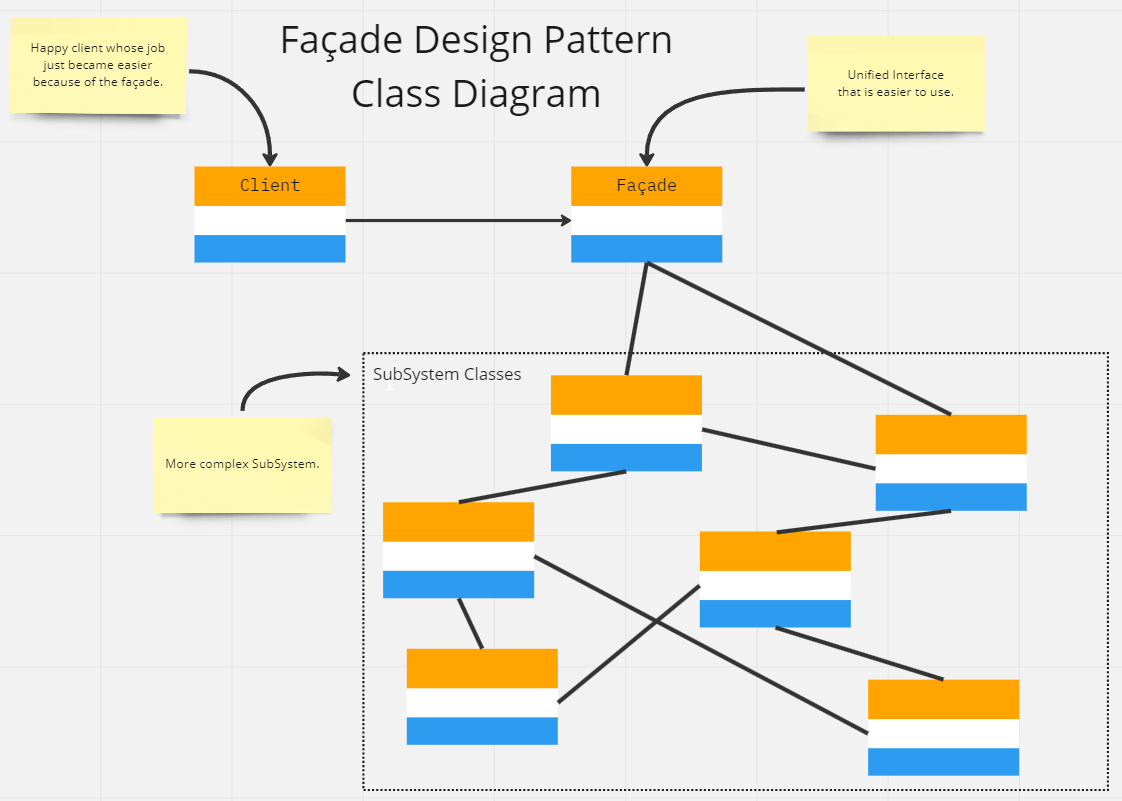 Façade Design Pattern
Class Diagram
Happy client whose job
just became easier
because of the façade.
Unified Interface
that is easier to use.
Client
Façade
SubSystem Classes
More complex SubSystem.